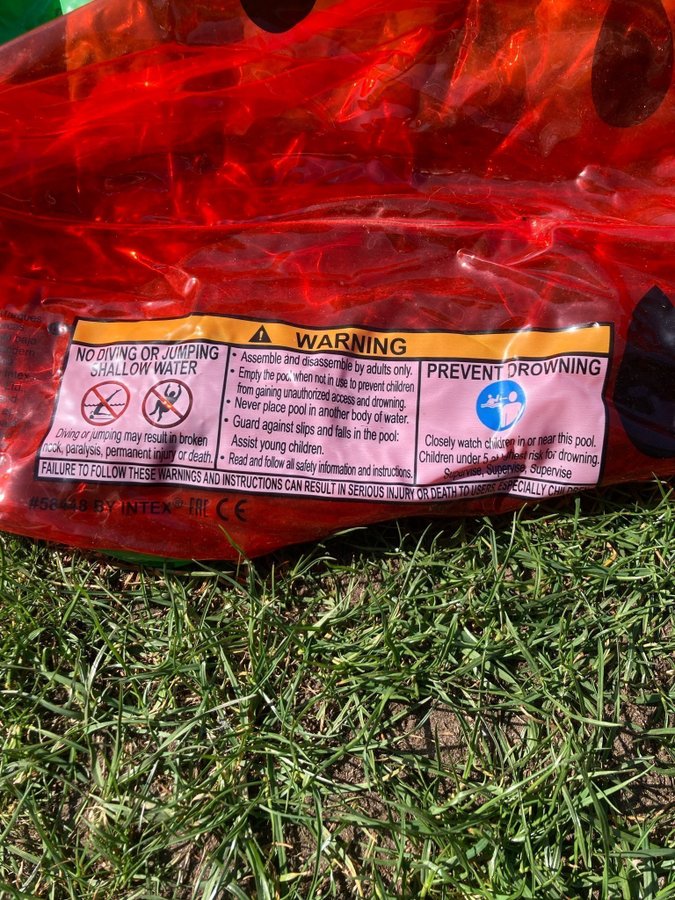 WARNING
NO DIVING OR JUMPING
SHALLOW WATER
Diving or jumping may result in broken
neck, paralysis, permanent injury or death.
• Assemble and disassemble by adults only.
• Empty the pool when not in use to prevent children
from gaining unauthorized access and drowning.
• Never place pool in another body of water.
• Guard against slips and falls in the pool:
Assist young children.
• Read and follow all safety information and instructions.
PREVENT DROWNING
Closely watch children in or near this pool.
Children under 5 highest risk for drowning.
Supervise, Supervise, Supervise
FAILURE TO FOLLOW THESE WARNINGS AND INSTRUCTIONS CAN RESULT IN SERIOUS INJURY OR DEATH TO USERS ESPECIALLY
BY INTEX® EAC CE